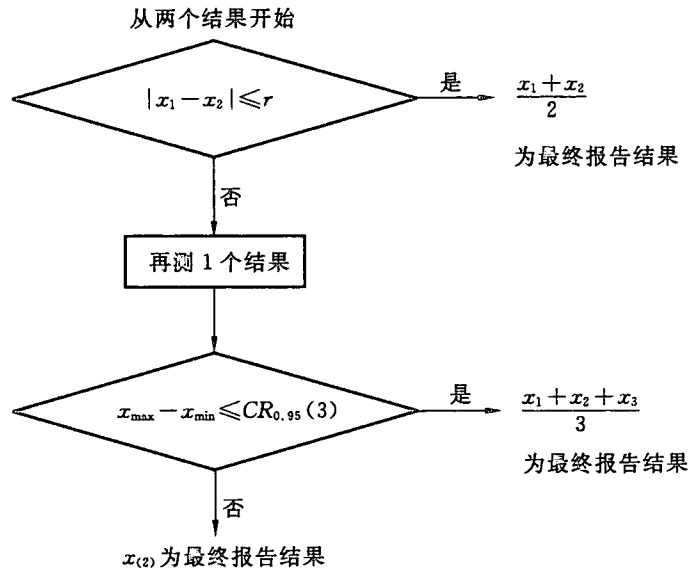 从两个结果开始
|x₁－x₂|≤r
是
x₁＋x₂
2
为最终报告结果
否
再测 1 个结果
xmax－xmin≤CR₀.₉₅(3)
是
x₁＋x₂＋x₃
3
为最终报告结果
否
x₍₂₎为最终报告结果